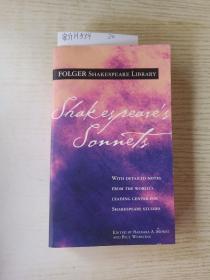 FOLGER SHAKESPEARE LIBRARY
Shakespeare's
Sonnets
WITH DETAILED NOTES
FROM THE WORLD'S
LEADING CENTER FOR
SHAKESPEARE STUDIES
EDITED BY BARBARA A. MOWAT
AND PAUL WERSTINE